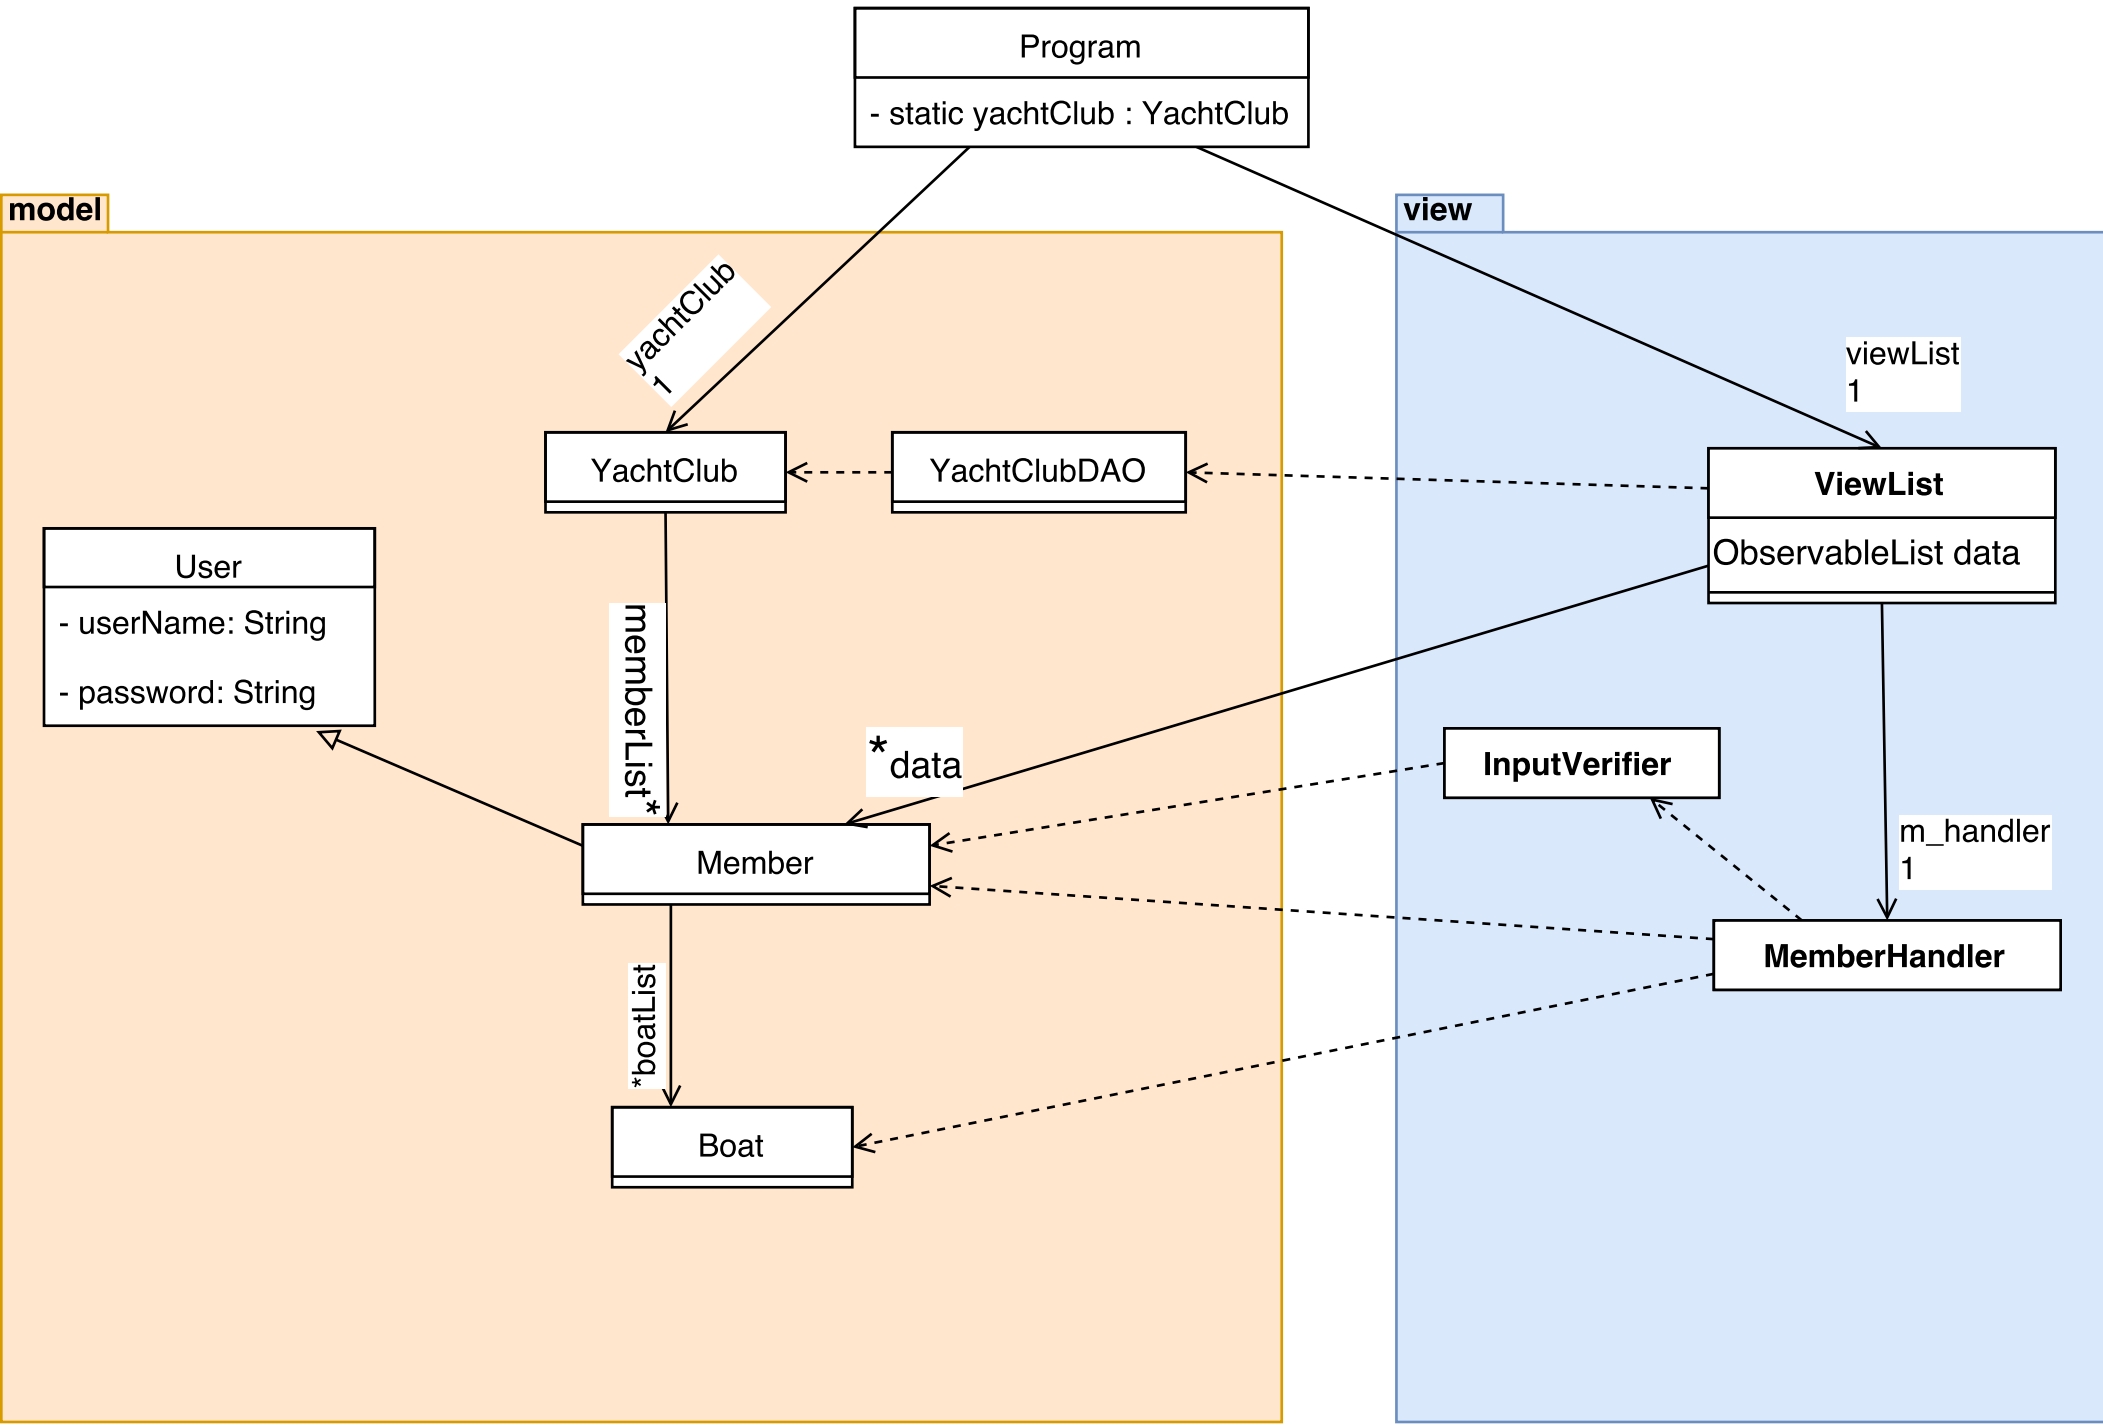 Program
- static yachtClub : YachtClub
model
view
yachtClub
1
viewList
1
YachtClub
YachtClubDAO
ViewList
ObservableList data
User
- userName: String
- password: String
memberList*
*data
InputVerifier
m_handler
1
Member
MemberHandler
*boatList
Boat